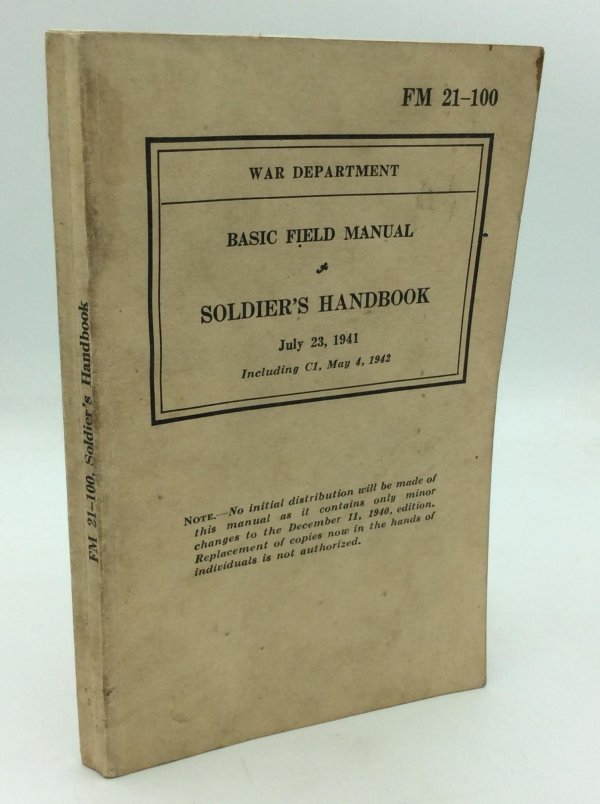 FM 21-100
WAR DEPARTMENT
BASIC FIELD MANUAL
SOLDIER'S HANDBOOK
July 23, 1941
Including C1, May 4, 1942
NOTE.—No initial distribution will be made of
this manual as it contains only minor
changes to the December 11, 1940, edition.
Replacement of copies now in the hands of
individuals is not authorized.
FM 21-100, Soldier's Handbook